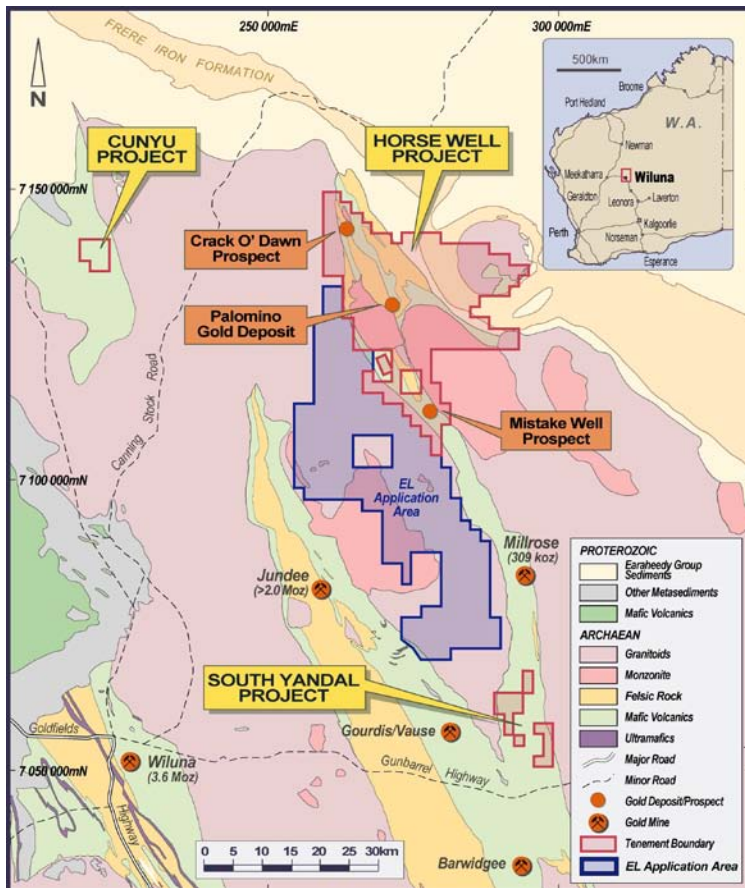 250 000mE
300 000mE
FRERE IRON FORMATION
N
CUNYU
PROJECT
HORSE WELL
PROJECT
500km
Broome
Port Hedland
W.A.
Newman
Meekatharra
Wiluna
Geraldton
Leonora
Laverton
Kalgoorlie
Perth
Norseman
Esperance
7 150 000mN
Crack O' Dawn
Prospect
Palomino
Gold Deposit
Canning Stock Road
Mistake Well
Prospect
7 100 000mN
EL
Application
Area
Millrose
(309 koz)
Jundee
(>2.0 Moz)
SOUTH YANDAL
PROJECT
Goldfields
Highway
Gourdis/Vause
Gunbarrel Highway
Wiluna
(3.6 Moz)
7 050 000mN
0 5 10 15 20 25 30km
Barwidgee
PROTEROZOIC
Earaheedy Group
Sediments
Other Metasediments
Mafic Volcanics
ARCHAEAN
Granitoids
Monzonite
Felsic Rock
Mafic Volcanics
Ultramafics
Major Road
Minor Road
Gold Deposit/Prospect
Gold Mine
Tenement Boundary
EL Application Area